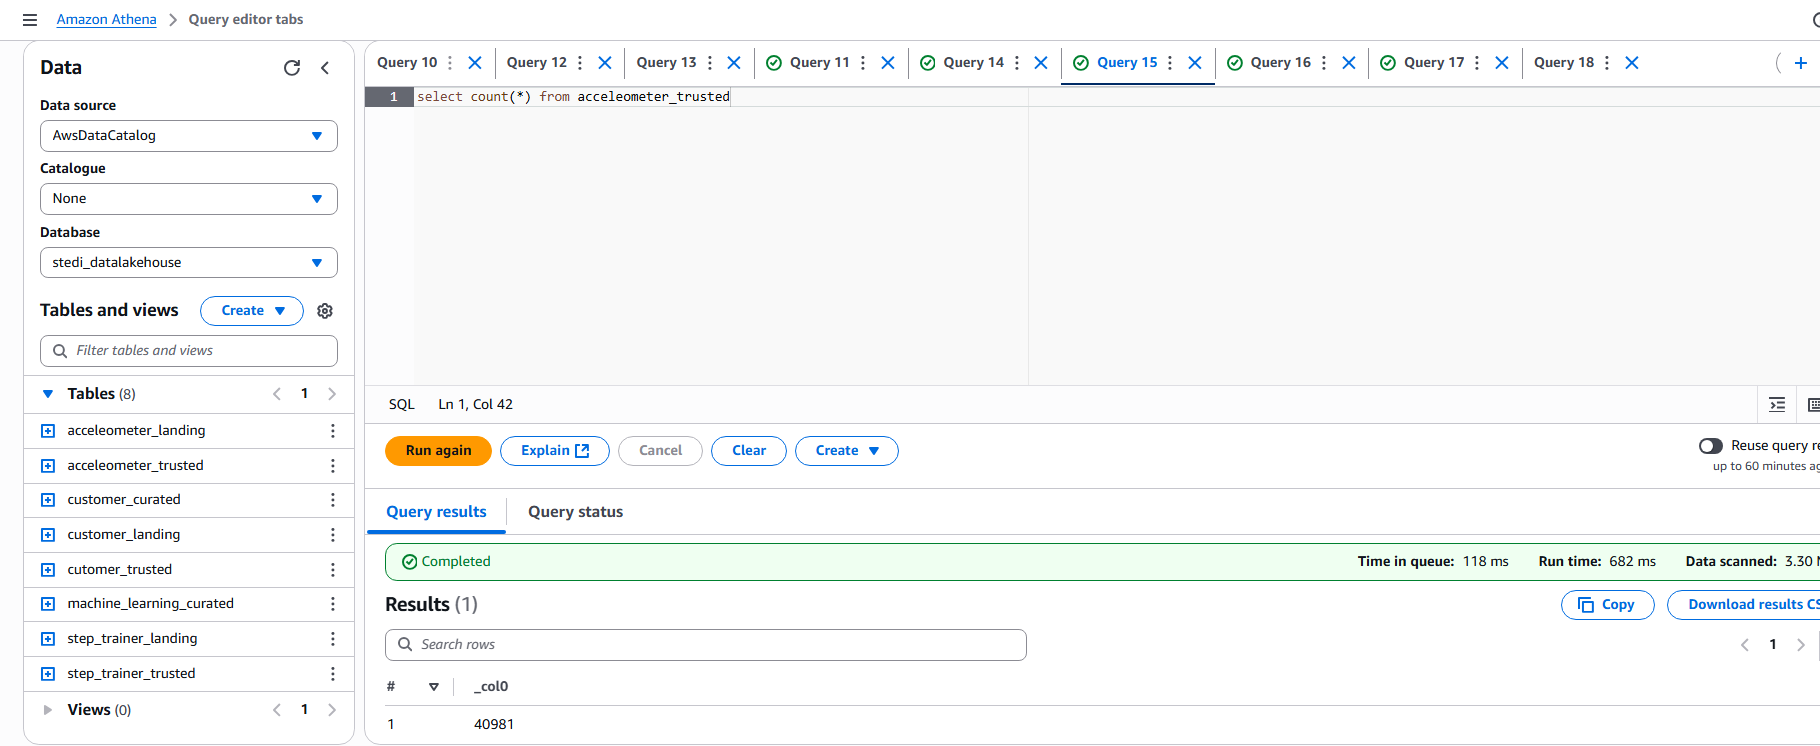 Amazon Athena > Query editor tabs
Data
Data source
AwsDataCatalog
Catalogue
None
Database
stedi_datalakehouse
Tables and views
Create
Filter tables and views
Tables (8)
1
acceleometer_landing
acceleometer_trusted
customer_curated
customer_landing
cutomer_trusted
machine_learning_curated
step_trainer_landing
step_trainer_trusted
Views (0)
1
Query 10
Query 12
Query 13
Query 11
Query 14
Query 15
Query 16
Query 17
Query 18
1 select count(*) from acceleometer_trusted
SQL Ln 1, Col 42
Run again
Explain
Cancel
Clear
Create
Reuse query re
up to 60 minutes ag
Query results
Query status
Completed
Time in queue: 118 ms
Run time: 682 ms
Data scanned: 3.30
Results (1)
Copy
Download results CS
Search rows
1
# _col0
1 40981